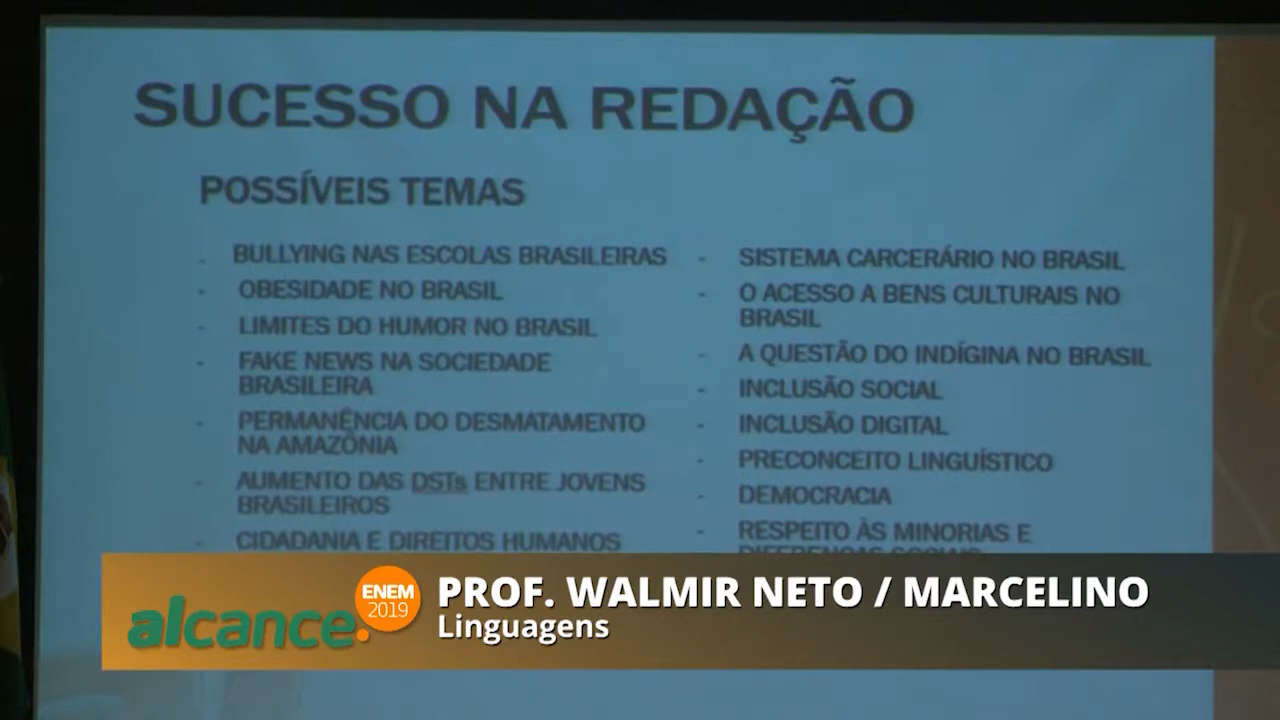 SUCESSO NA REDAÇÃO
POSSÍVEIS TEMAS
. BULLYING NAS ESCOLAS BRASILEIRAS
- OBESIDADE NO BRASIL
- LIMITES DO HUMOR NO BRASIL
- FAKE NEWS NA SOCIEDADE
BRASILEIRA
- PERMANÊNCIA DO DESMATAMENTO
NA AMAZÔNIA
- AUMENTO DAS DSTs ENTRE JOVENS
BRASILEIROS
- CIDADANIA E DIREITOS HUMANOS
- SISTEMA CARCERÁRIO NO BRASIL
- O ACESSO A BENS CULTURAIS NO
BRASIL
- A QUESTÃO DO INDÍGINA NO BRASIL
- INCLUSÃO SOCIAL
- INCLUSÃO DIGITAL
- PRECONCEITO LINGUÍSTICO
- DEMOCRACIA
- RESPEITO ÀS MINORIAS E
DIFERENÇAS SOCIAIS
alcance.
ENEM
2019
PROF. WALMIR NETO / MARCELINO
Linguagens